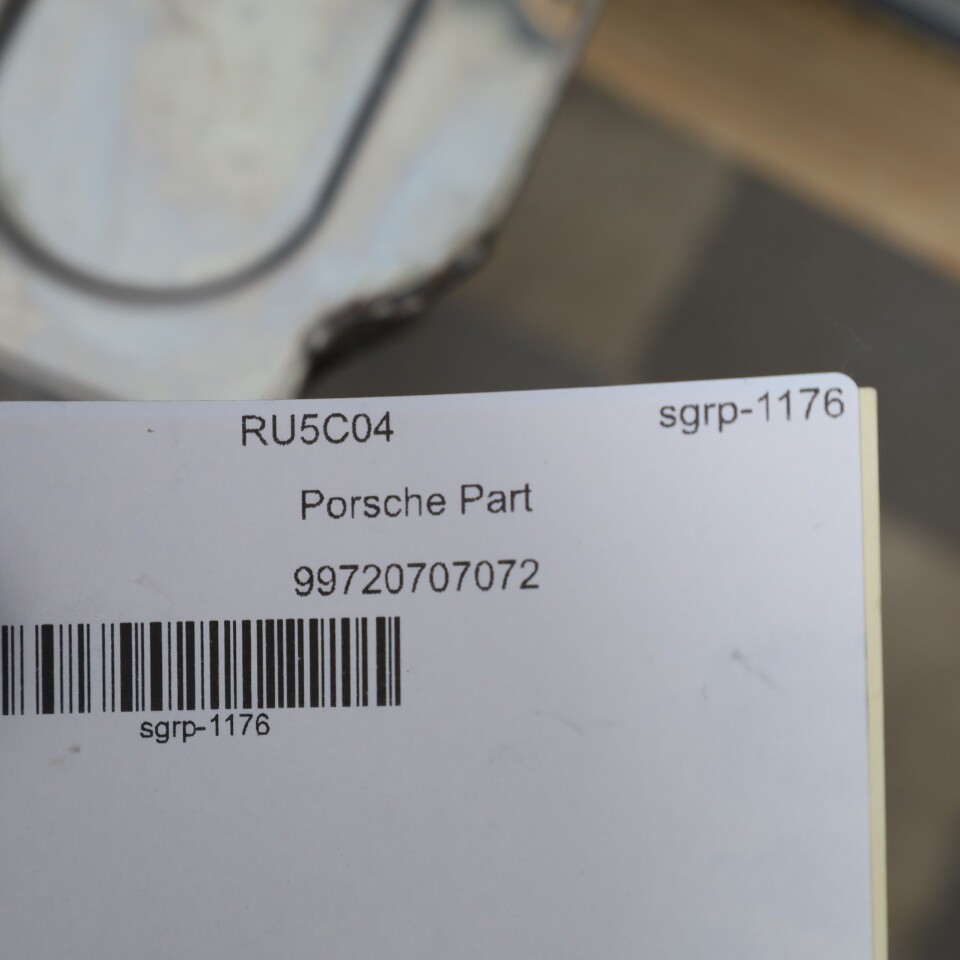 RU5C04
sgrp-1176
Porsche Part
99720707072
sgrp-1176